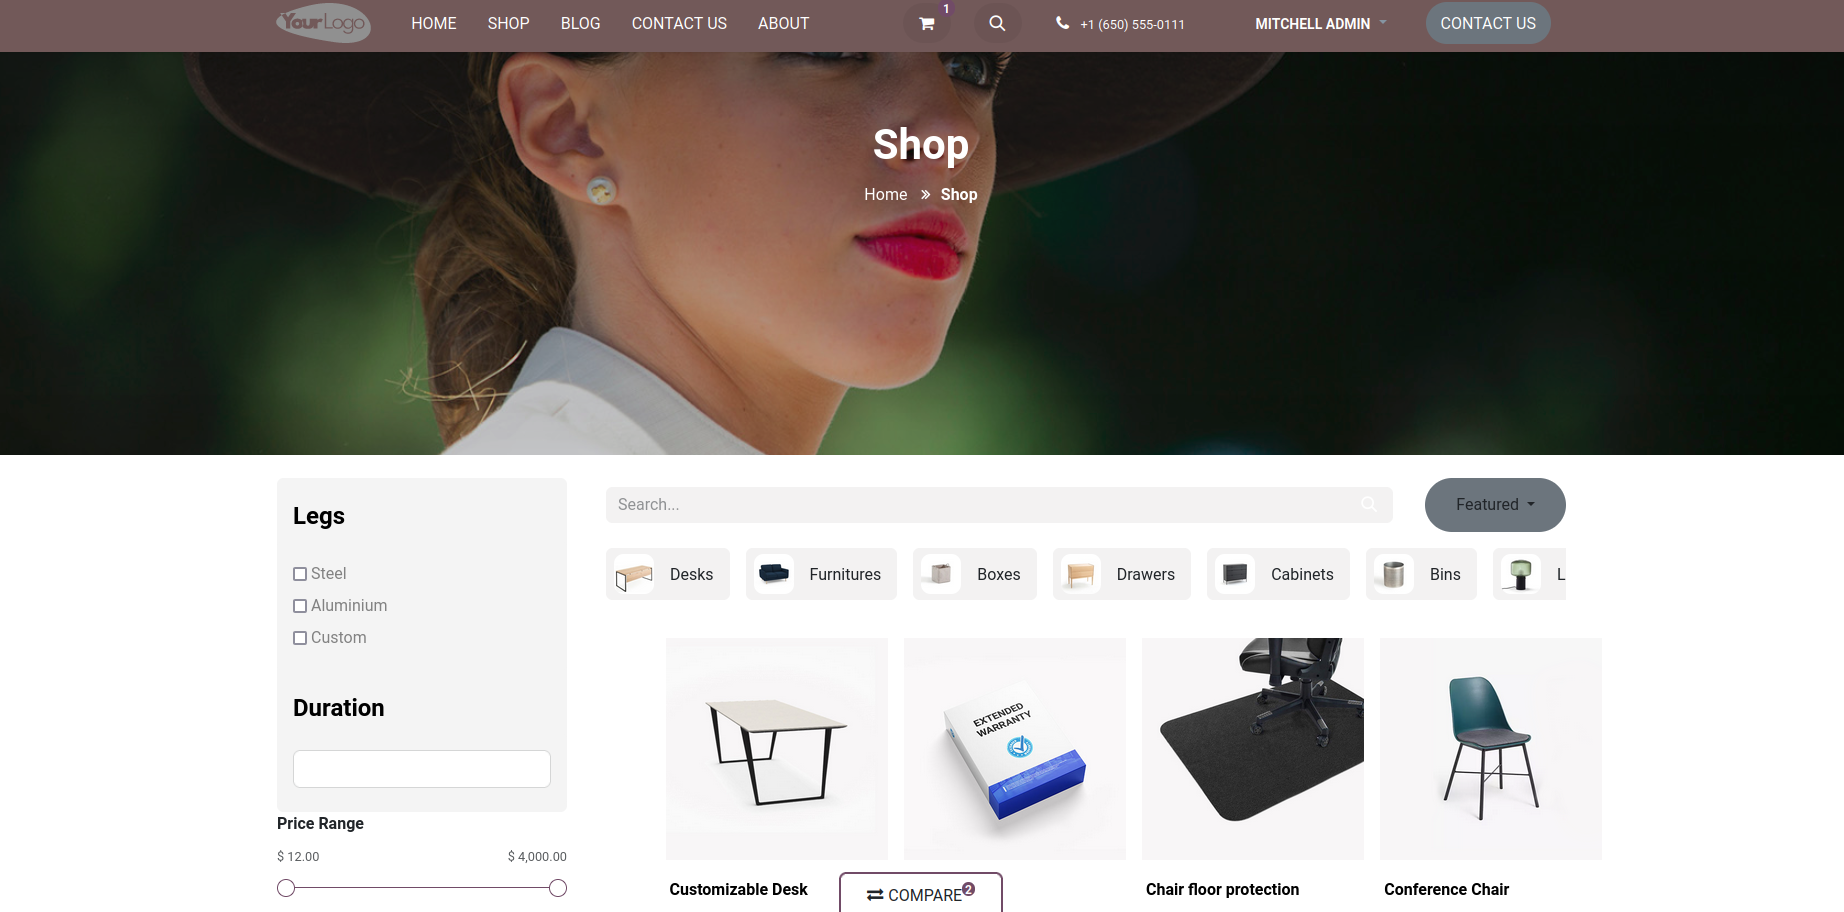 YourLogo
HOME
SHOP
BLOG
CONTACT US
ABOUT
1
+1 (650) 555-0111
MITCHELL ADMIN
CONTACT US
Shop
Home » Shop
Legs
Steel
Aluminium
Custom
Duration
Price Range
$ 12.00
$ 4,000.00
Search...
Featured
Desks
Furnitures
Boxes
Drawers
Cabinets
Bins
L
EXTENDED
WARRANTY
Customizable Desk
Chair floor protection
Conference Chair
COMPARE 2